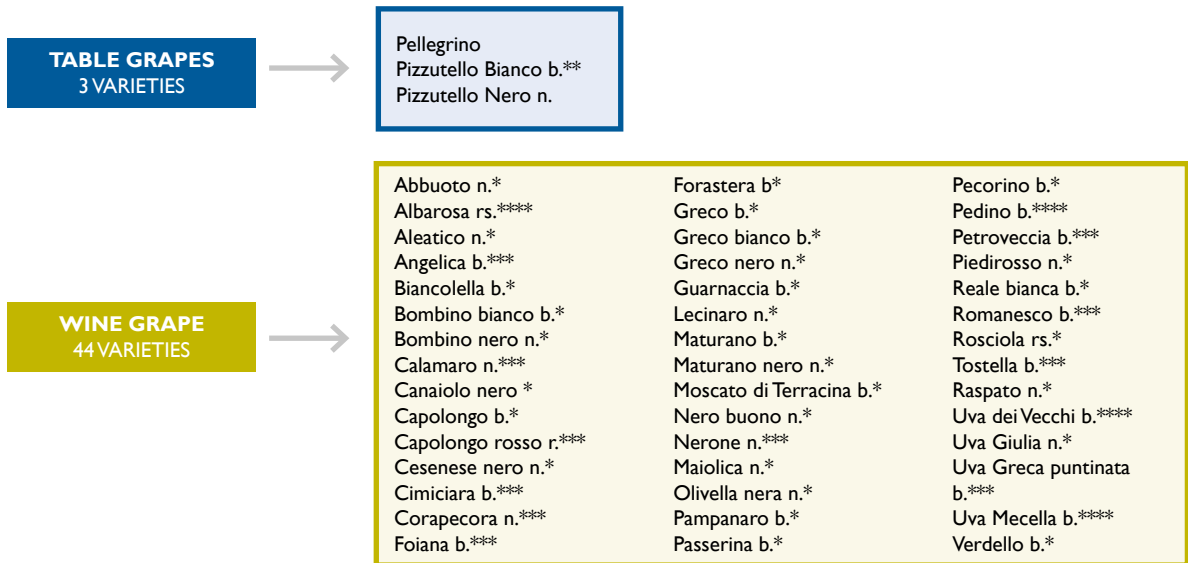 TABLE GRAPES
3 VARIETIES
Pellegrino
Pizzutello Bianco b.**
Pizzutello Nero n.
WINE GRAPE
44 VARIETIES
Abbuoto n.*
Albarosa rs.****
Aleatico n.*
Angelica b.***
Biancolella b.*
Bombino bianco b.*
Bombino nero n.*
Calamaro n.***
Canaiolo nero *
Capolongo b.*
Capolongo rosso r.***
Cesenese nero n.*
Cimiciara b.***
Corapecora n.***
Foiana b.***
Forastera b*
Greco b.*
Greco bianco b.*
Greco nero n.*
Guarnaccia b.*
Lecinaro n.*
Maturano b.*
Maturano nero n.*
Moscato di Terracina b.*
Nero buono n.*
Nerone n.***
Maiolica n.*
Olivella nera n.*
Pampanaro b.*
Passerina b.*
Pecorino b.*
Pedino b.****
Petroveccia b.***
Piedirosso n.*
Reale bianca b.*
Romanesco b.***
Rosciola rs.*
Tostella b.***
Raspato n.*
Uva dei Vecchi b.****
Uva Giulia n.*
Uva Greca puntinata
b.***
Uva Mecella b.****
Verdello b.*